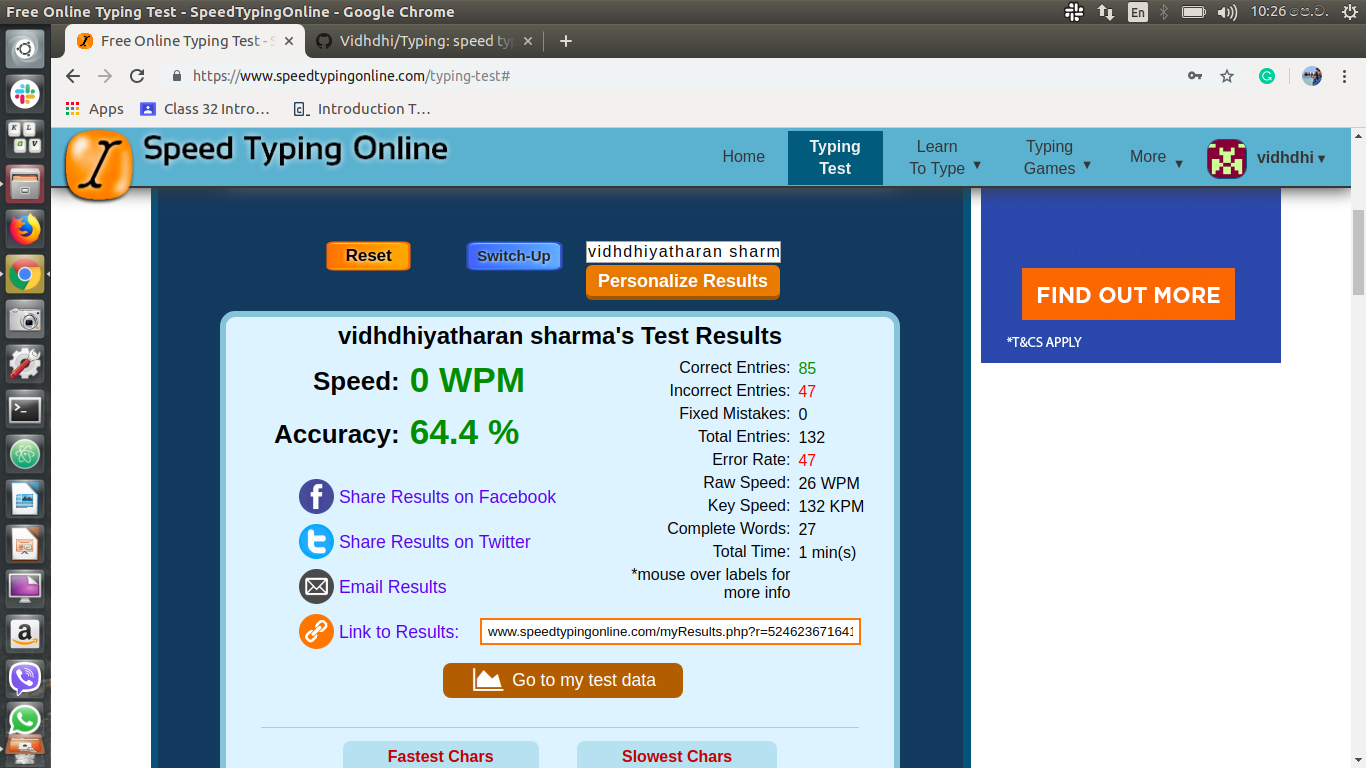 Free Online Typing Test - SpeedTypingOnline - Google Chrome
En
10:26 පෙ.ව.
Free Online Typing Test - S
Vidhdhi/Typing: speed ty
https://www.speedtypingonline.com/typing-test#
Apps
Class 32 Intro…
Introduction T…
Speed Typing Online
Home
Typing Test
Learn To Type ▼
Typing Games ▼
More ▼
vidhdhi ▾
Reset
Switch-Up
vidhdhiyatharan sharm
Personalize Results
FIND OUT MORE
*T&CS APPLY
vidhdhiyatharan sharma's Test Results
Speed: 0 WPM
Accuracy: 64.4 %
Correct Entries: 85
Incorrect Entries: 47
Fixed Mistakes: 0
Total Entries: 132
Error Rate: 47
Raw Speed: 26 WPM
Key Speed: 132 KPM
Complete Words: 27
Total Time: 1 min(s)
*mouse over labels for
more info
Share Results on Facebook
Share Results on Twitter
Email Results
Link to Results: www.speedtypingonline.com/myResults.php?r=524623671641
Go to my test data
Fastest Chars
Slowest Chars